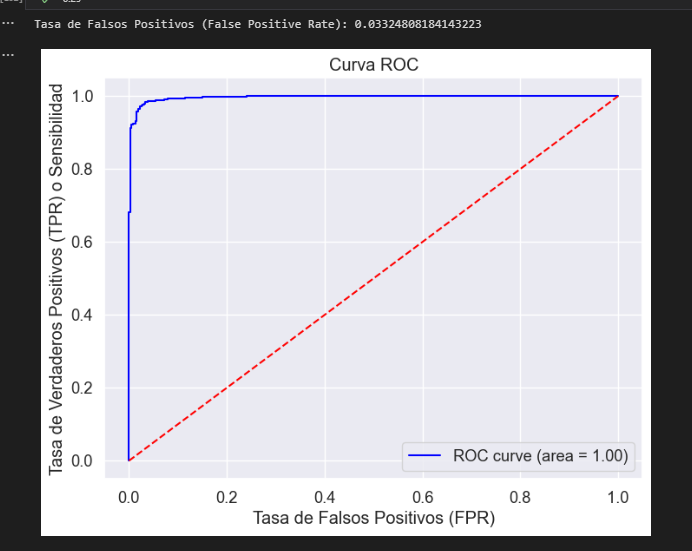 Tasa de Falsos Positivos (False Positive Rate): 0.03324808184143223
Curva ROC
Tasa de Verdaderos Positivos (TPR) o Sensibilidad
1.0
0.8
0.6
0.4
0.2
0.0
ROC curve (area = 1.00)
0.0 0.2 0.4 0.6 0.8 1.0
Tasa de Falsos Positivos (FPR)